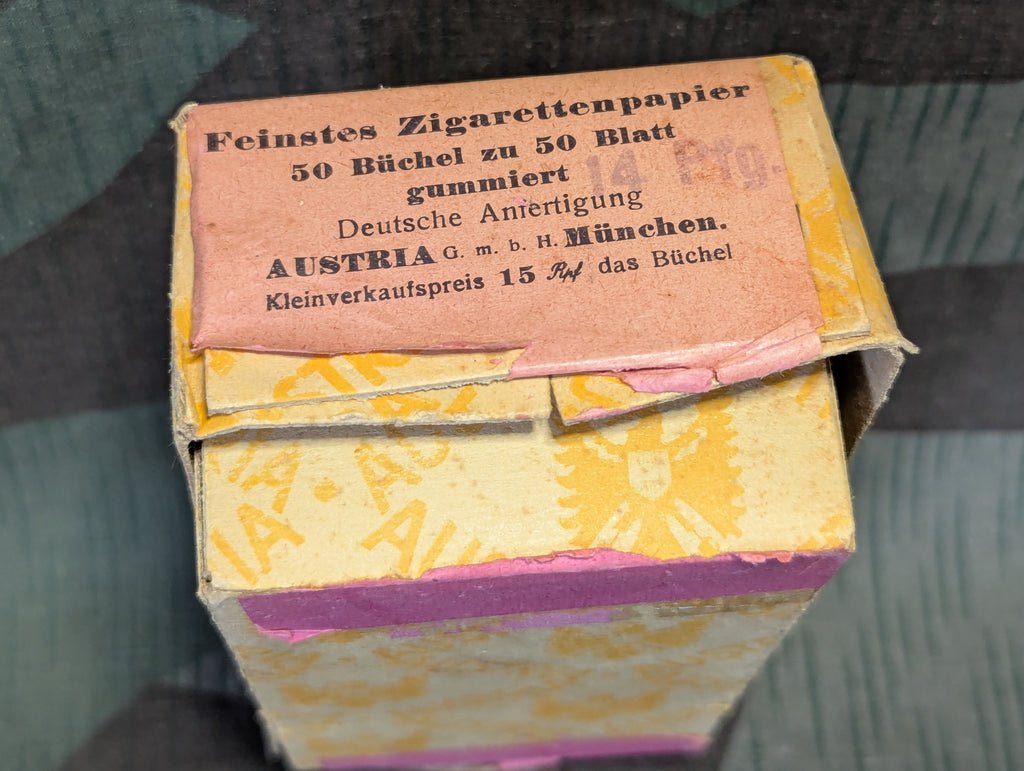 Feinstes Zigarettenpapier
50 Büchel zu 50 Blatt
gummiert
14 Pfg.
Deutsche Anfertigung
AUSTRIA G. m. b. H. München.
Kleinverkaufspreis 15 Rpf das Büchel